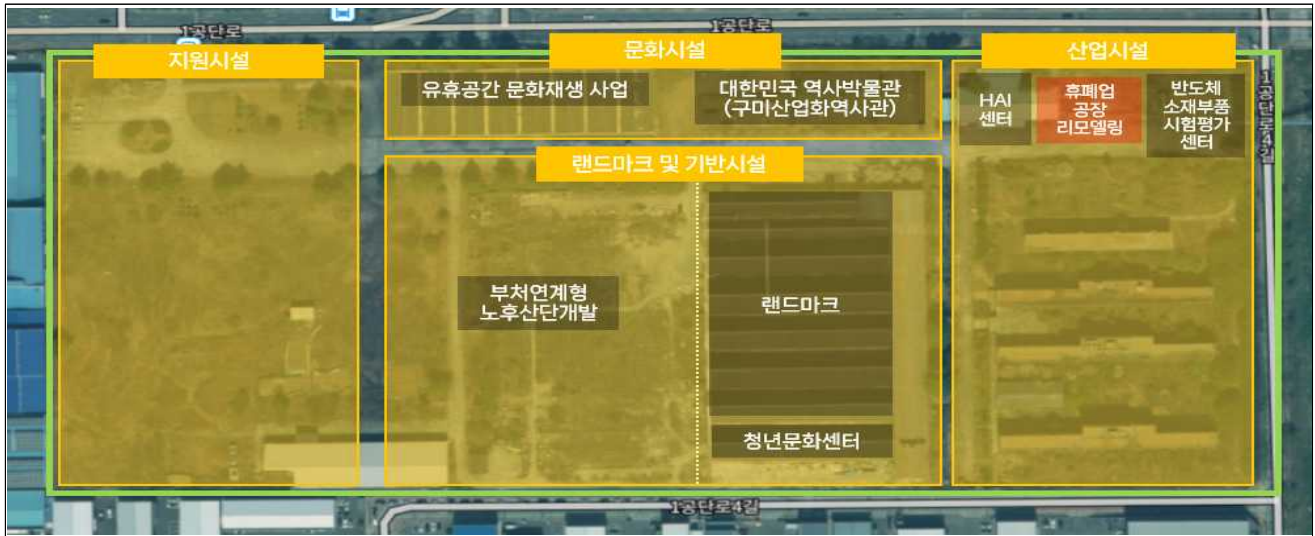 1공단로
1공단로
지원시설
문화시설
산업시설
유휴공간 문화재생 사업
대한민국 역사박물관
(구미산업화역사관)
HAI
센터
휴폐업
공장
리모델링
반도체
소재부품
시험평가
센터
1공단로4길
랜드마크 및 기반시설
부처연계형
노후산단개발
랜드마크
청년문화센터
1공단로4길